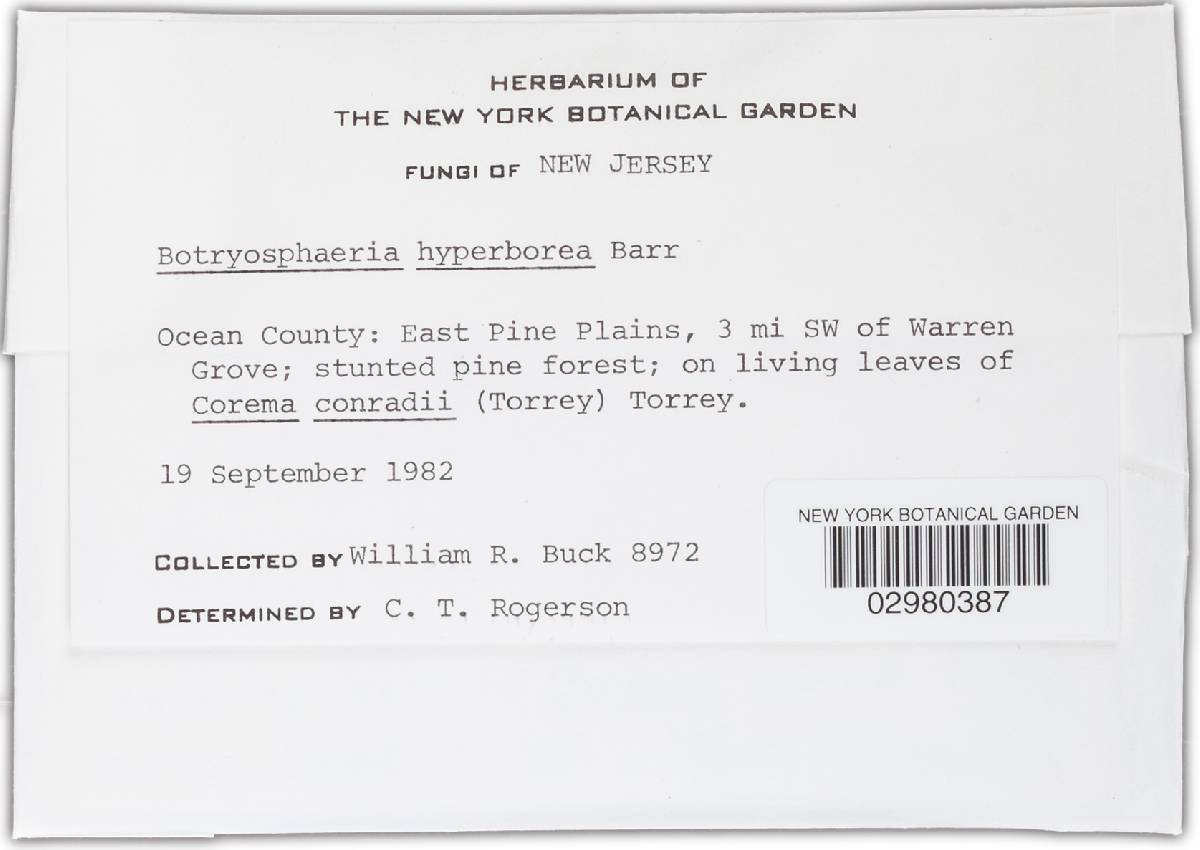 HERBARIUM OF
THE NEW YORK BOTANICAL GARDEN
FUNGI OF NEW JERSEY
Botryosphaeria hyperborea Barr
Ocean County: East Pine Plains, 3 mi SW of Warren
Grove; stunted pine forest; on living leaves of
Corema conradii (Torrey) Torrey.
19 September 1982
COLLECTED BY William R. Buck 8972
DETERMINED BY C. T. Rogerson
NEW YORK BOTANICAL GARDEN
02980387